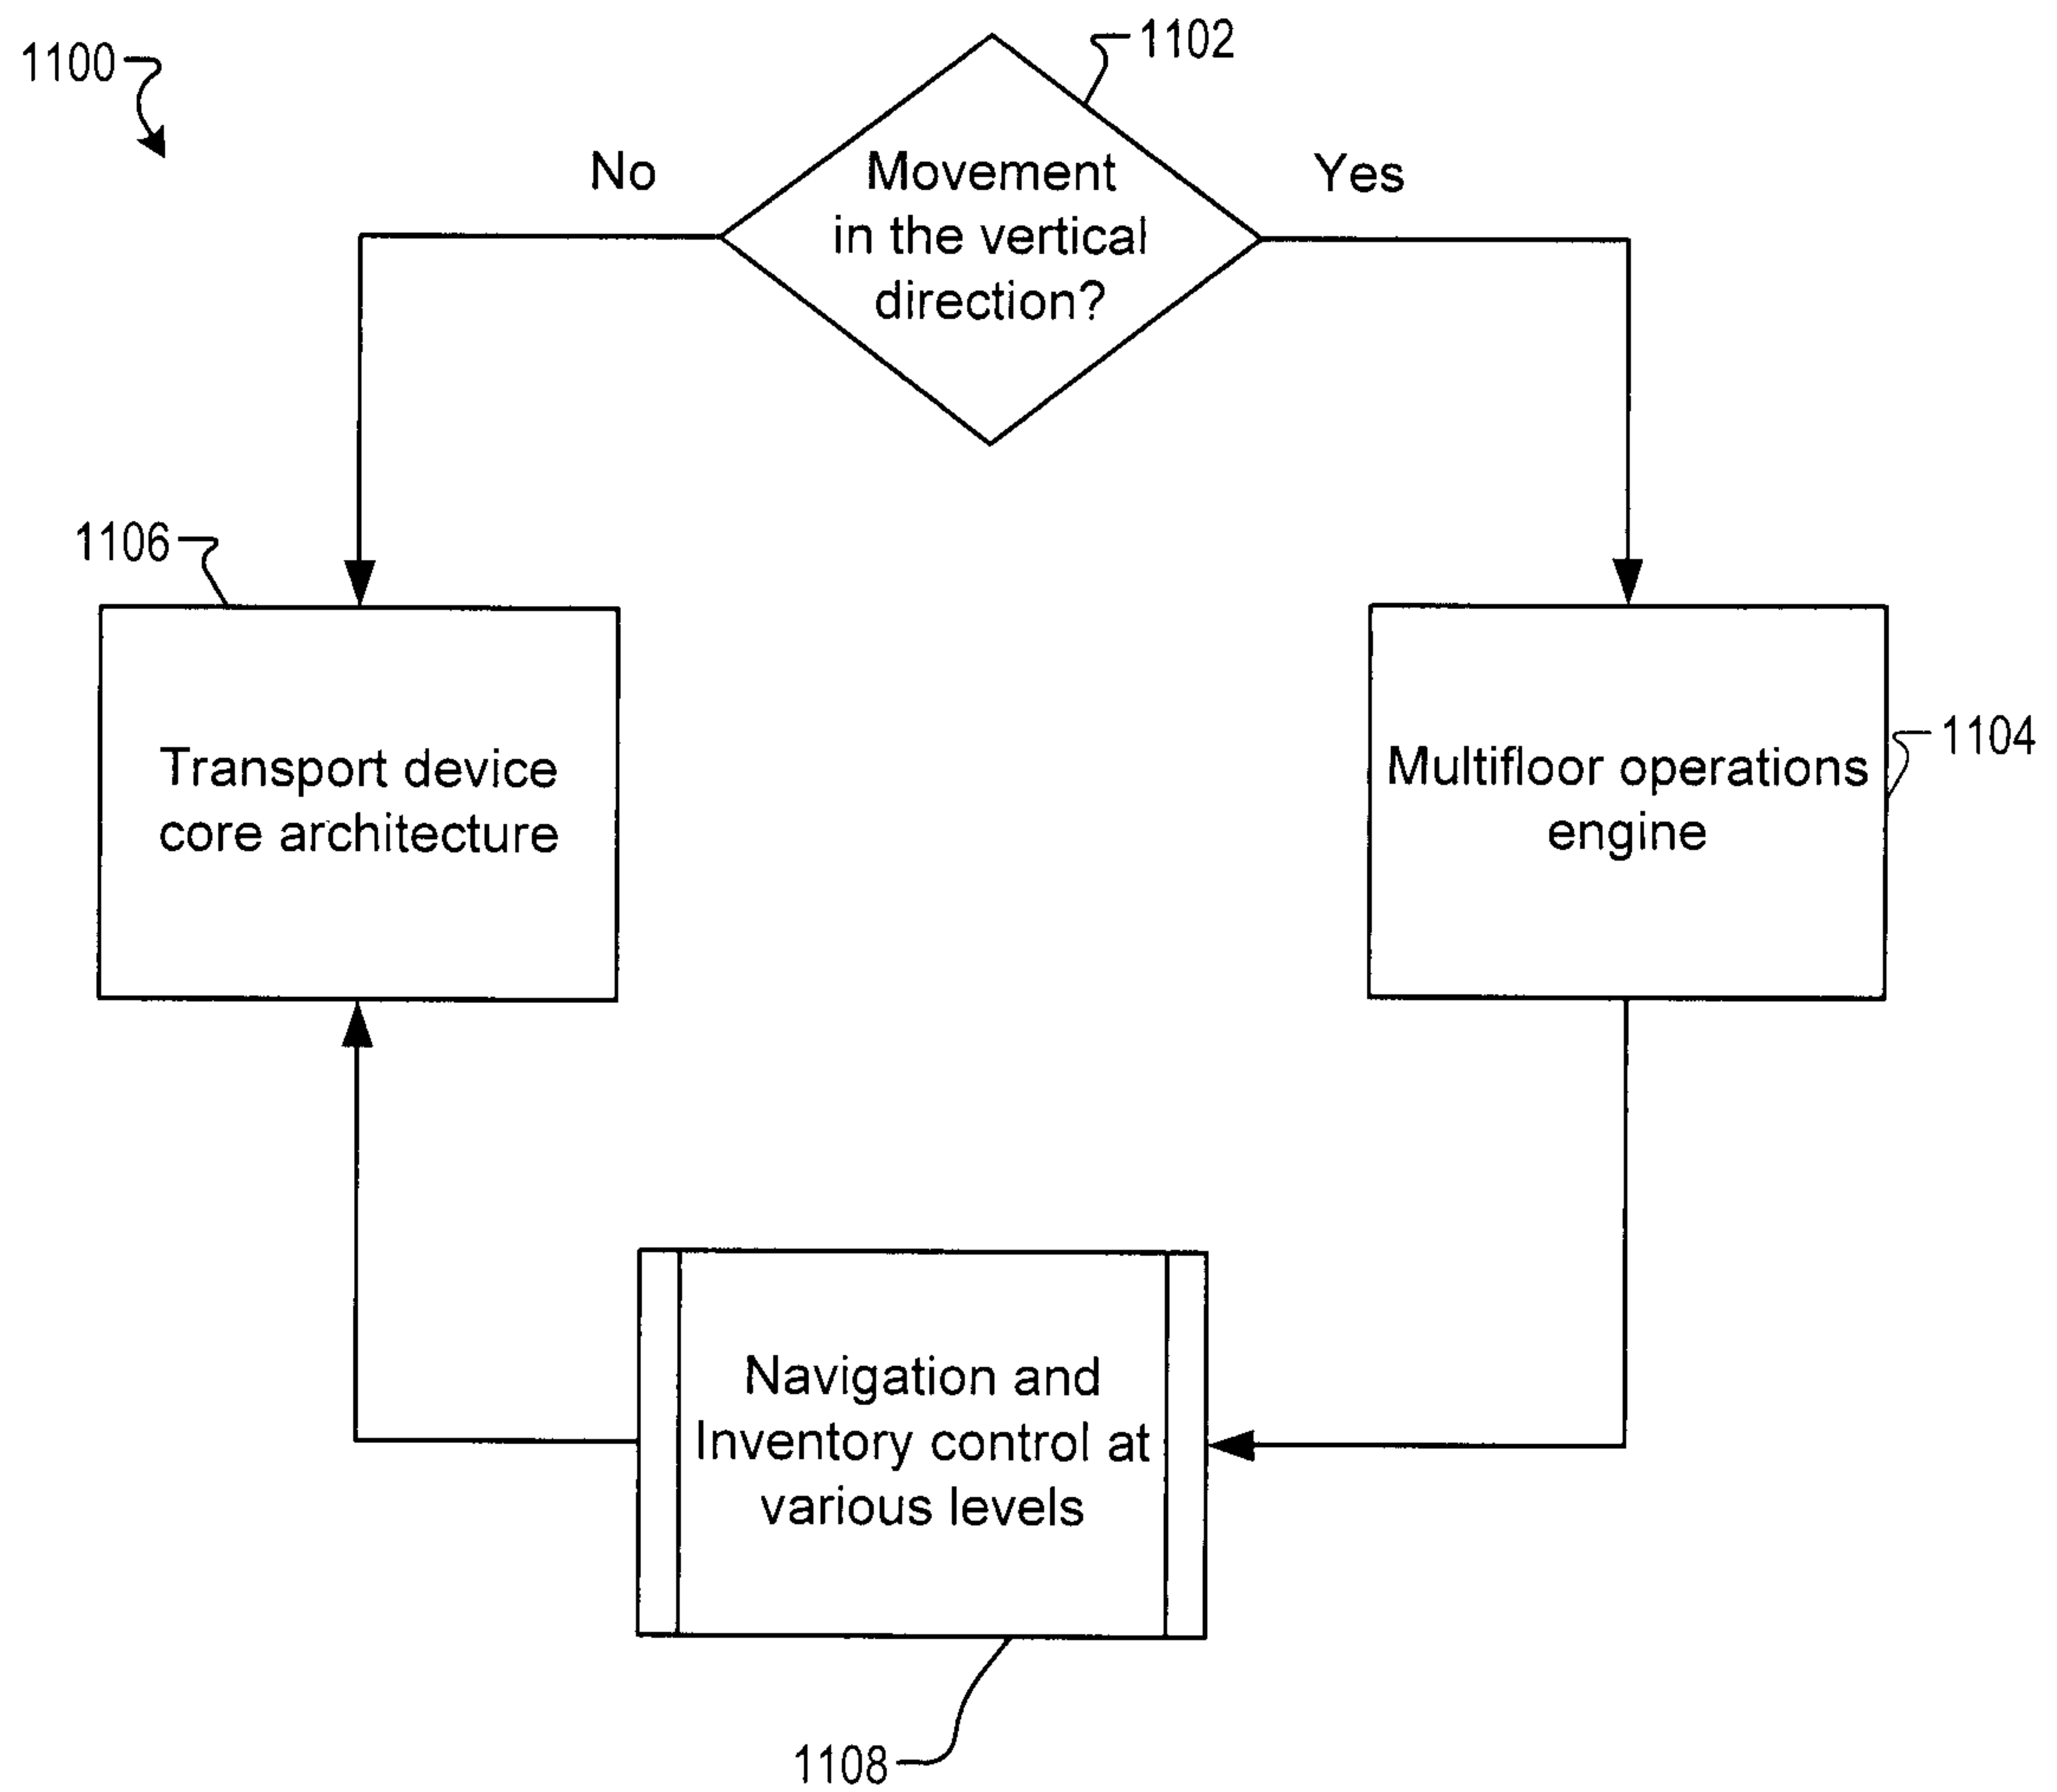 1100
1102
No
Yes
Movement
in the vertical
direction?
1106
1104
Transport device
core architecture
Multifloor operations
engine
Navigation and
Inventory control at
various levels
1108